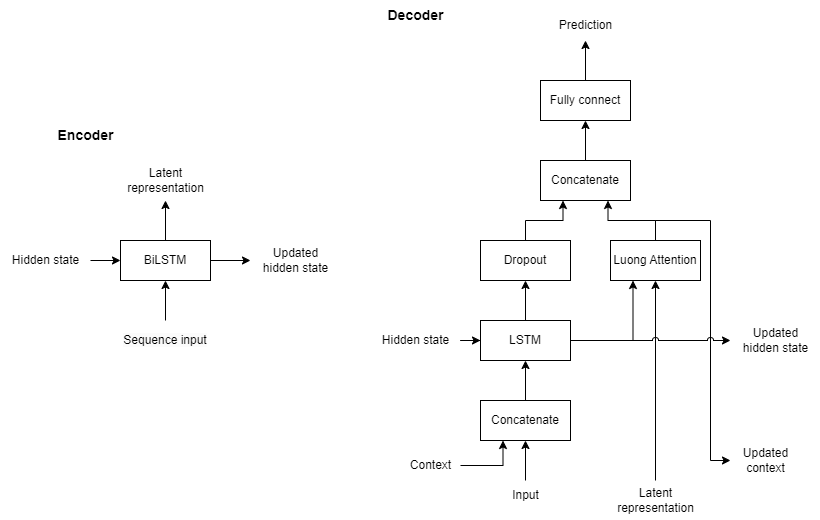 Encoder
Latent
representation
Hidden state
BiLSTM
Updated
hidden state
Sequence input
Decoder
Prediction
Fully connect
Concatenate
Dropout
Luong Attention
Hidden state
LSTM
Updated
hidden state
Concatenate
Context
Updated
context
Input
Latent
representation